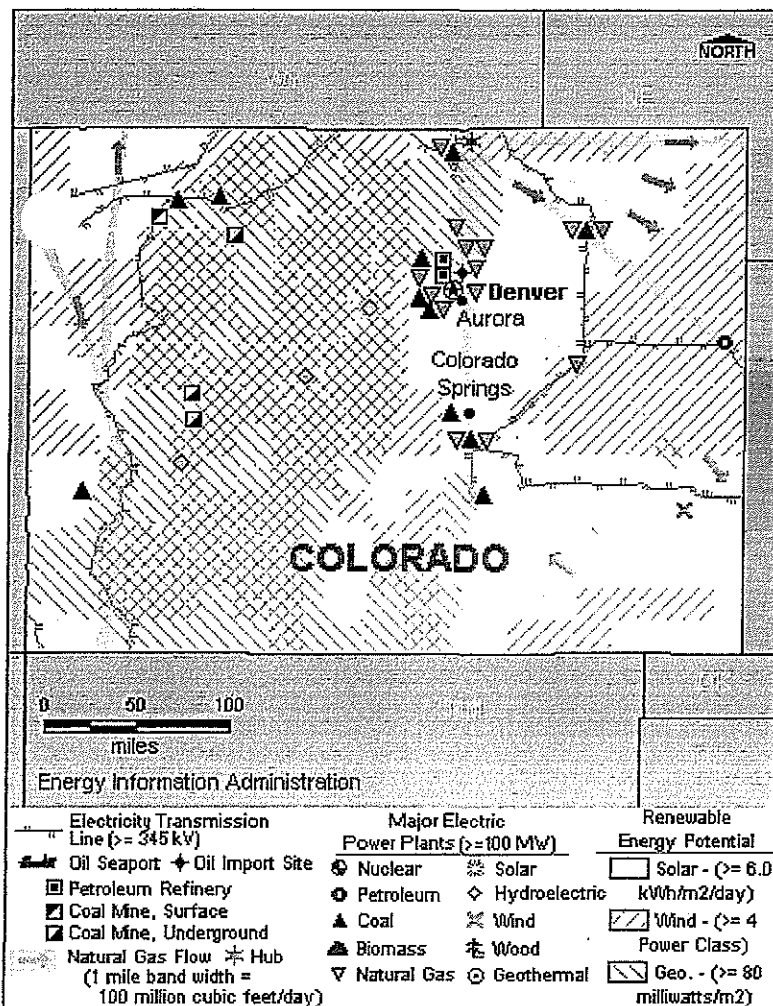 NORTH
Denver
Aurora
Colorado
Springs
COLORADO
0 50 100
miles
Energy Information Administration
Electricity Transmission
Line (>= 345 kV)
Oil Seaport Oil Import Site
Petroleum Refinery
Coal Mine, Surface
Coal Mine, Underground
Natural Gas Flow Hub
(1 mile band width =
100 million cubic feet/day)
Major Electric
Power Plants (>=100 MW)
Nuclear Solar
Petroleum Hydroelectric
Coal Wind
Biomass Wood
Natural Gas Geothermal
Renewable
Energy Potential
Solar - (>= 6.0
kWh/m2/day)
Wind - (>= 4
Power Class)
Geo. - (>= 80
milliwatts/m2)